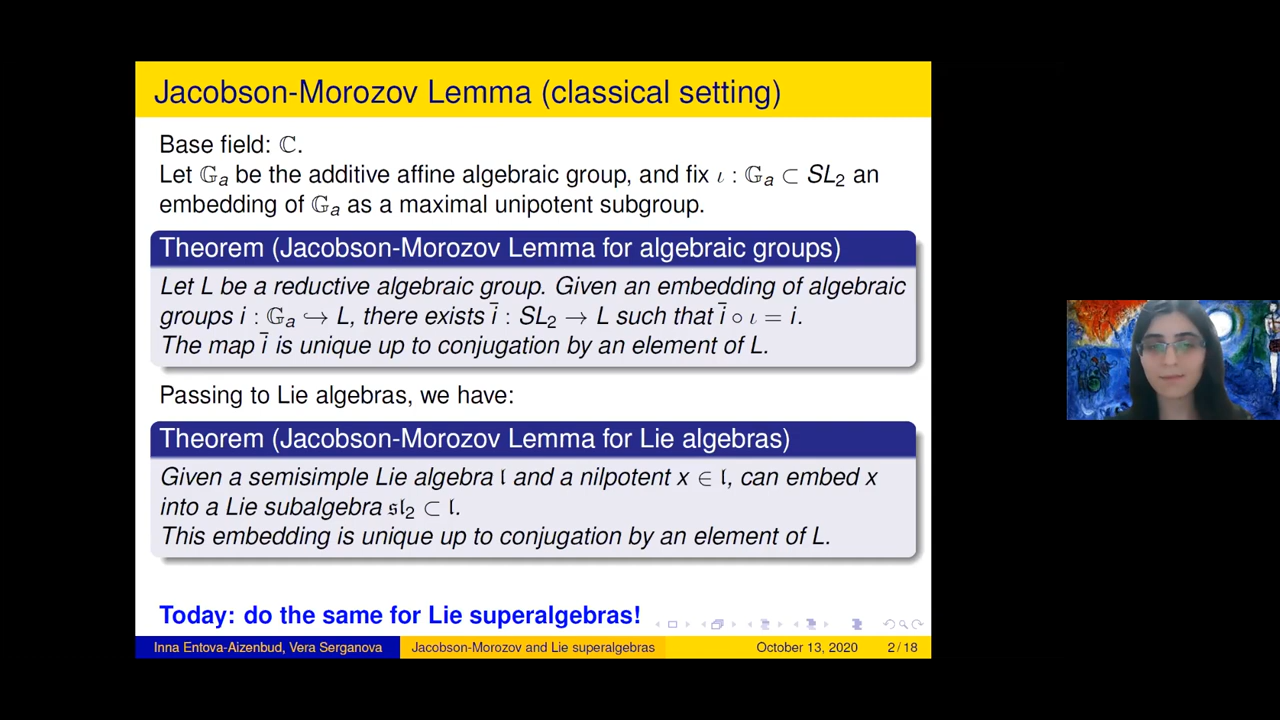 Jacobson-Morozov Lemma (classical setting)
Base field: ℂ.
Let 𝔾ₐ be the additive affine algebraic group, and fix ι : 𝔾ₐ ⊂ SL₂ an
embedding of 𝔾ₐ as a maximal unipotent subgroup.
Theorem (Jacobson-Morozov Lemma for algebraic groups)
Let L be a reductive algebraic group. Given an embedding of algebraic
groups i : 𝔾ₐ ↪ L, there exists ī : SL₂ → L such that ī ∘ ι = i.
The map ī is unique up to conjugation by an element of L.
Passing to Lie algebras, we have:
Theorem (Jacobson-Morozov Lemma for Lie algebras)
Given a semisimple Lie algebra 𝔩 and a nilpotent x ∈ 𝔩, can embed x
into a Lie subalgebra 𝔰𝔩₂ ⊂ 𝔩.
This embedding is unique up to conjugation by an element of L.
Today: do the same for Lie superalgebras!
Inna Entova-Aizenbud, Vera Serganova
Jacobson-Morozov and Lie superalgebras
October 13, 2020
2 / 18